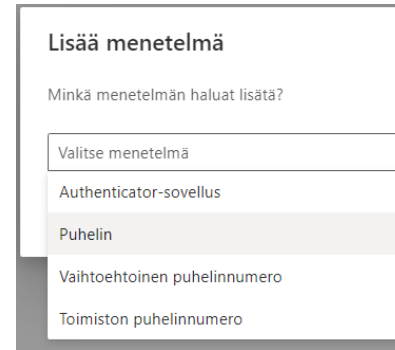 Lisää menetelmä
Minkä menetelmän haluat lisätä?
Valitse menetelmä
Authenticator-sovellus
Puhelin
Vaihtoehtoinen puhelinnumero
Toimiston puhelinnumero